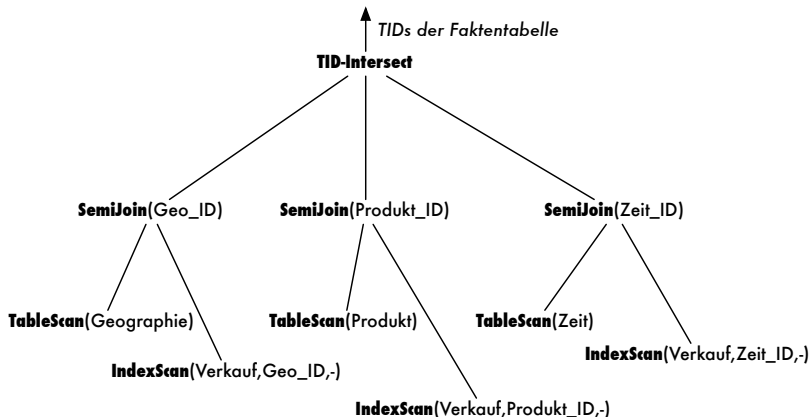 TIDs der Faktentabelle
TID-Intersect
SemiJoin(Geo_ID)
SemiJoin(Produkt_ID)
SemiJoin(Zeit_ID)
TableScan(Geographie)
TableScan(Produkt)
TableScan(Zeit)
IndexScan(Verkauf,Geo_ID,-)
IndexScan(Verkauf,Zeit_ID,-)
IndexScan(Verkauf,Produkt_ID,-)